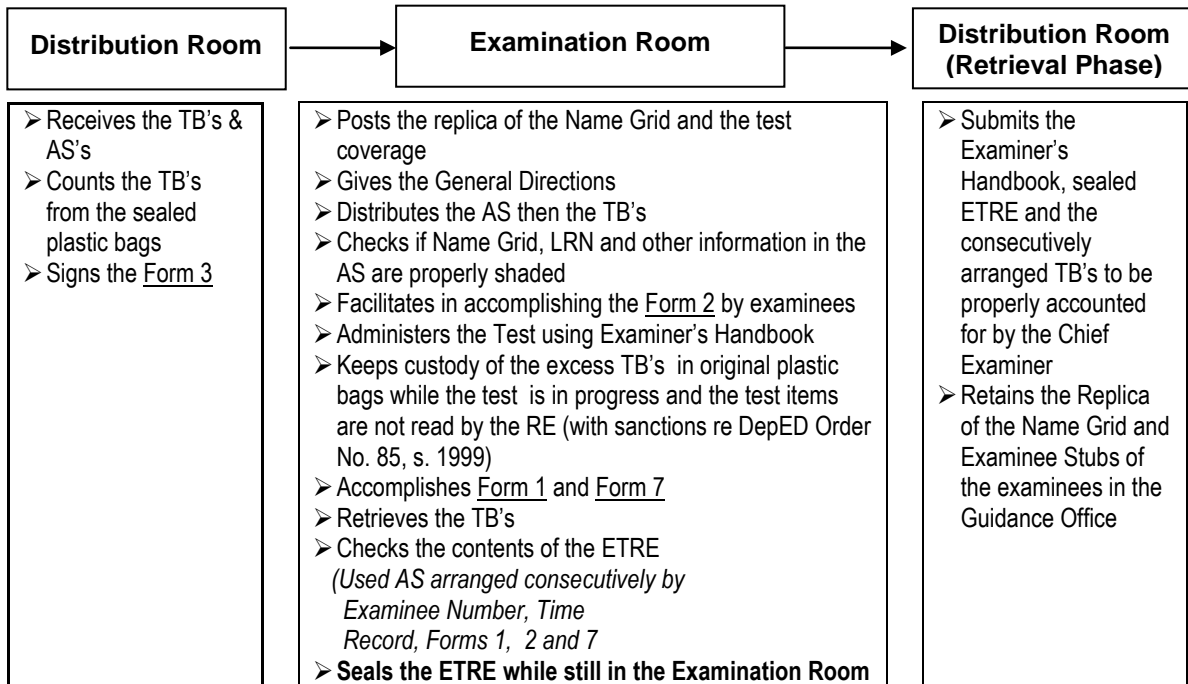 Distribution Room
Examination Room
Distribution Room
(Retrieval Phase)
➢ Receives the TB's &
AS's
➢ Counts the TB's
from the sealed
plastic bags
➢ Signs the Form 3
➢ Posts the replica of the Name Grid and the test
coverage
➢ Gives the General Directions
➢ Distributes the AS then the TB's
➢ Checks if Name Grid, LRN and other information in the
AS are properly shaded
➢ Facilitates in accomplishing the Form 2 by examinees
➢ Administers the Test using Examiner's Handbook
➢ Keeps custody of the excess TB's in original plastic
bags while the test is in progress and the test items
are not read by the RE (with sanctions re DepED Order
No. 85, s. 1999)
➢ Accomplishes Form 1 and Form 7
➢ Retrieves the TB's
➢ Checks the contents of the ETRE
(Used AS arranged consecutively by
Examinee Number, Time
Record, Forms 1, 2 and 7
➢ Seals the ETRE while still in the Examination Room
➢ Submits the
Examiner's
Handbook, sealed
ETRE and the
consecutively
arranged TB's to be
properly accounted
for by the Chief
Examiner
➢ Retains the Replica
of the Name Grid and
Examinee Stubs of
the examinees in the
Guidance Office